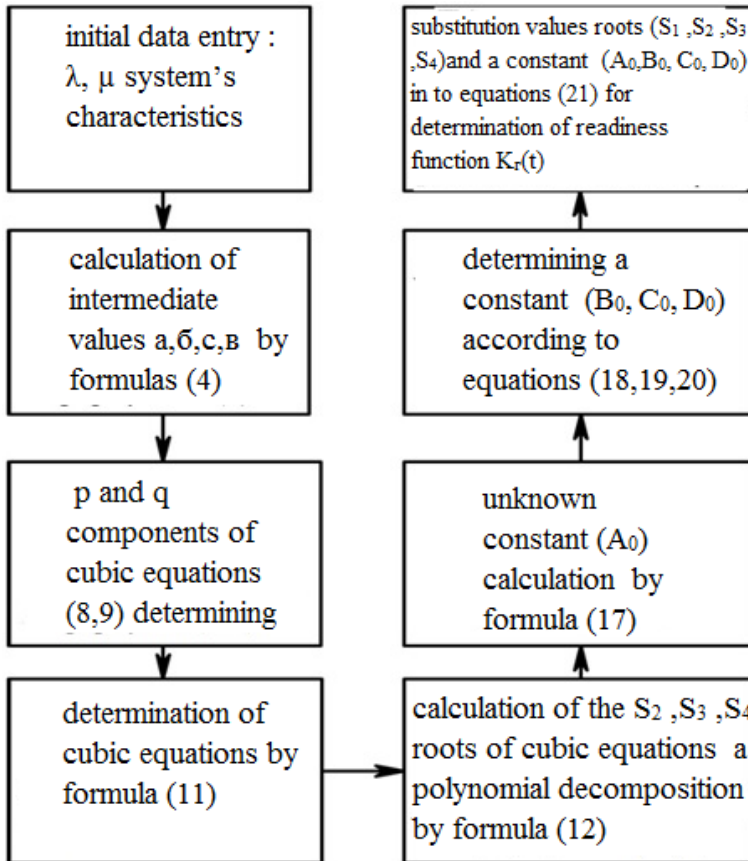 initial data entry :
λ, μ system's
characteristics
calculation of
intermediate
values a,б,c,в by
formulas (4)
p and q
components of
cubic equations
(8,9) determining
determination of
cubic equations by
formula (11)
calculation of the S₂ ,S₃ ,S₄
roots of cubic equations a
polynomial decomposition
by formula (12)
unknown
constant (A₀)
calculation by
formula (17)
determining a
constant (B₀, C₀, D₀)
according to
equations (18,19,20)
substitution values roots (S₁ ,S₂ ,S₃
,S₄)and a constant (A₀,B₀, C₀, D₀)
in to equations (21) for
determination of readiness
function Kᵣ(t)